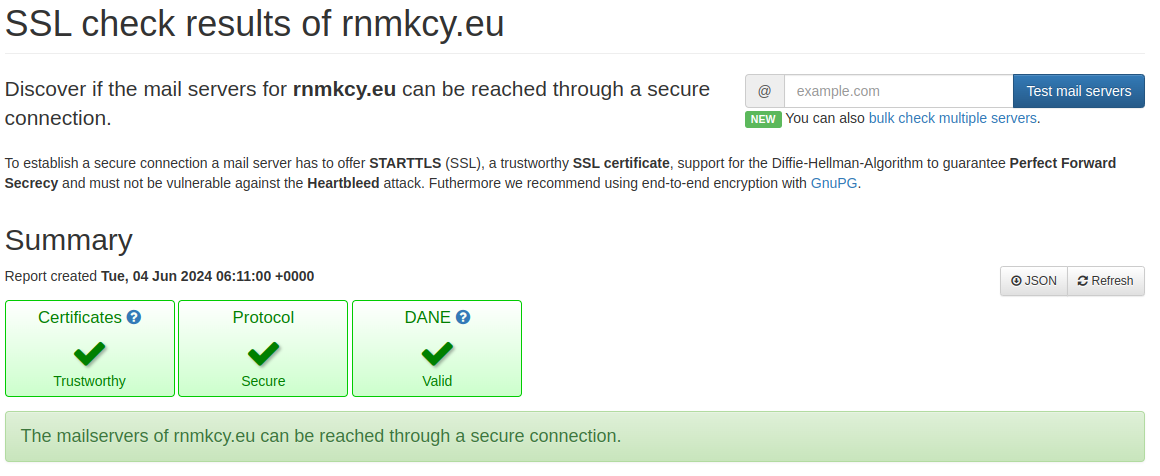 SSL check results of rnmkcy.eu
Discover if the mail servers for rnmkcy.eu can be reached through a secure
connection.
@ example.com Test mail servers
NEW You can also bulk check multiple servers.
To establish a secure connection a mail server has to offer STARTTLS (SSL), a trustworthy SSL certificate, support for the Diffie-Hellman-Algorithm to guarantee Perfect Forward
Secrecy and must not be vulnerable against the Heartbleed attack. Futhermore we recommend using end-to-end encryption with GnuPG.
Summary
Report created Tue, 04 Jun 2024 06:11:00 +0000
JSON Refresh
Certificates ?
Trustworthy
Protocol
Secure
DANE ?
Valid
The mailservers of rnmkcy.eu can be reached through a secure connection.